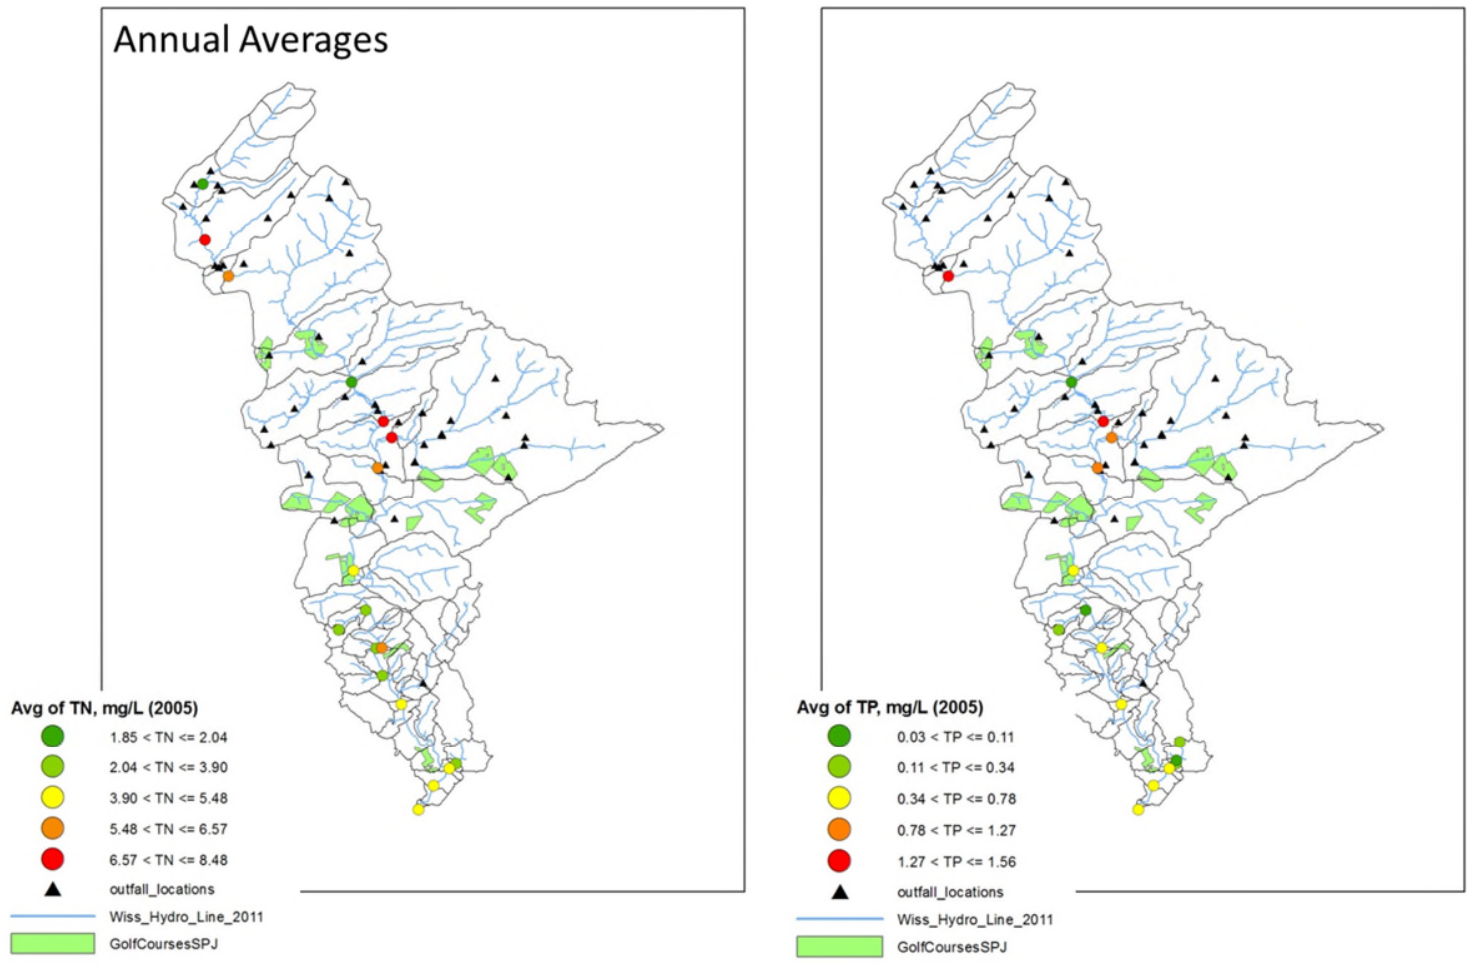 Annual Averages
Avg of TN, mg/L (2005)
1.85 < TN <= 2.04
2.04 < TN <= 3.90
3.90 < TN <= 5.48
5.48 < TN <= 6.57
6.57 < TN <= 8.48
outfall_locations
Wiss_Hydro_Line_2011
GolfCoursesSPJ
Avg of TP, mg/L (2005)
0.03 < TP <= 0.11
0.11 < TP <= 0.34
0.34 < TP <= 0.78
0.78 < TP <= 1.27
1.27 < TP <= 1.56
outfall_locations
Wiss_Hydro_Line_2011
GolfCoursesSPJ